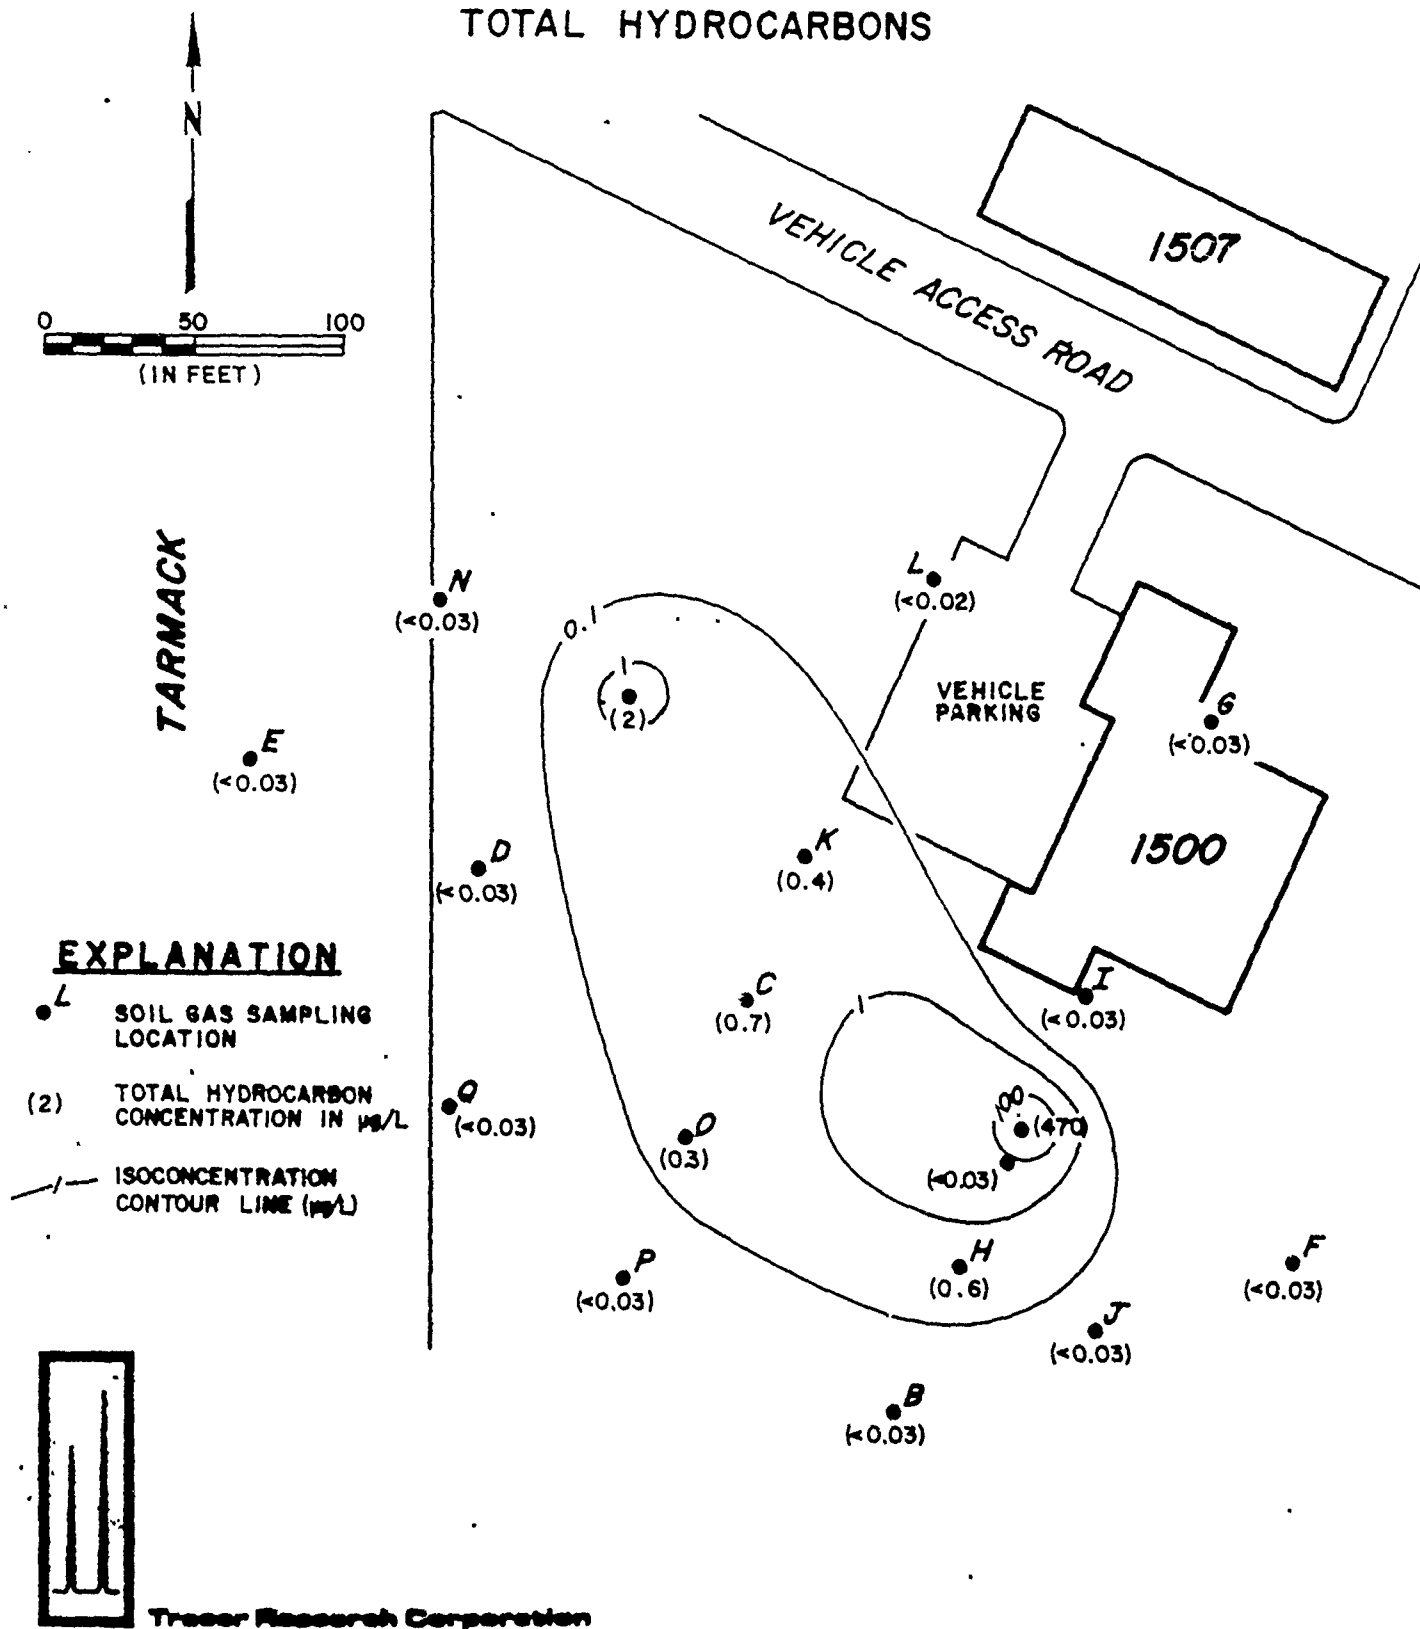 TOTAL HYDROCARBONS
N
0 50 100
(IN FEET)
1507
VEHICLE ACCESS ROAD
TARMACK
N
(<0.03)
L
(<0.02)
0.1
1
(2)
VEHICLE
PARKING
G
(<0.03)
E
(<0.03)
D
(<0.03)
K
(0.4)
1500
C
(0.7)
1
I
(<0.03)
Q
(<0.03)
O
(0.3)
100
(470)
(<0.03)
P
(<0.03)
H
(0.6)
F
(<0.03)
J
(<0.03)
B
(<0.03)
EXPLANATION
L
SOIL GAS SAMPLING
LOCATION
(2)
TOTAL HYDROCARBON
CONCENTRATION IN µg/L
1
ISOCONCENTRATION
CONTOUR LINE (µg/L)
Tracer Research Corporation